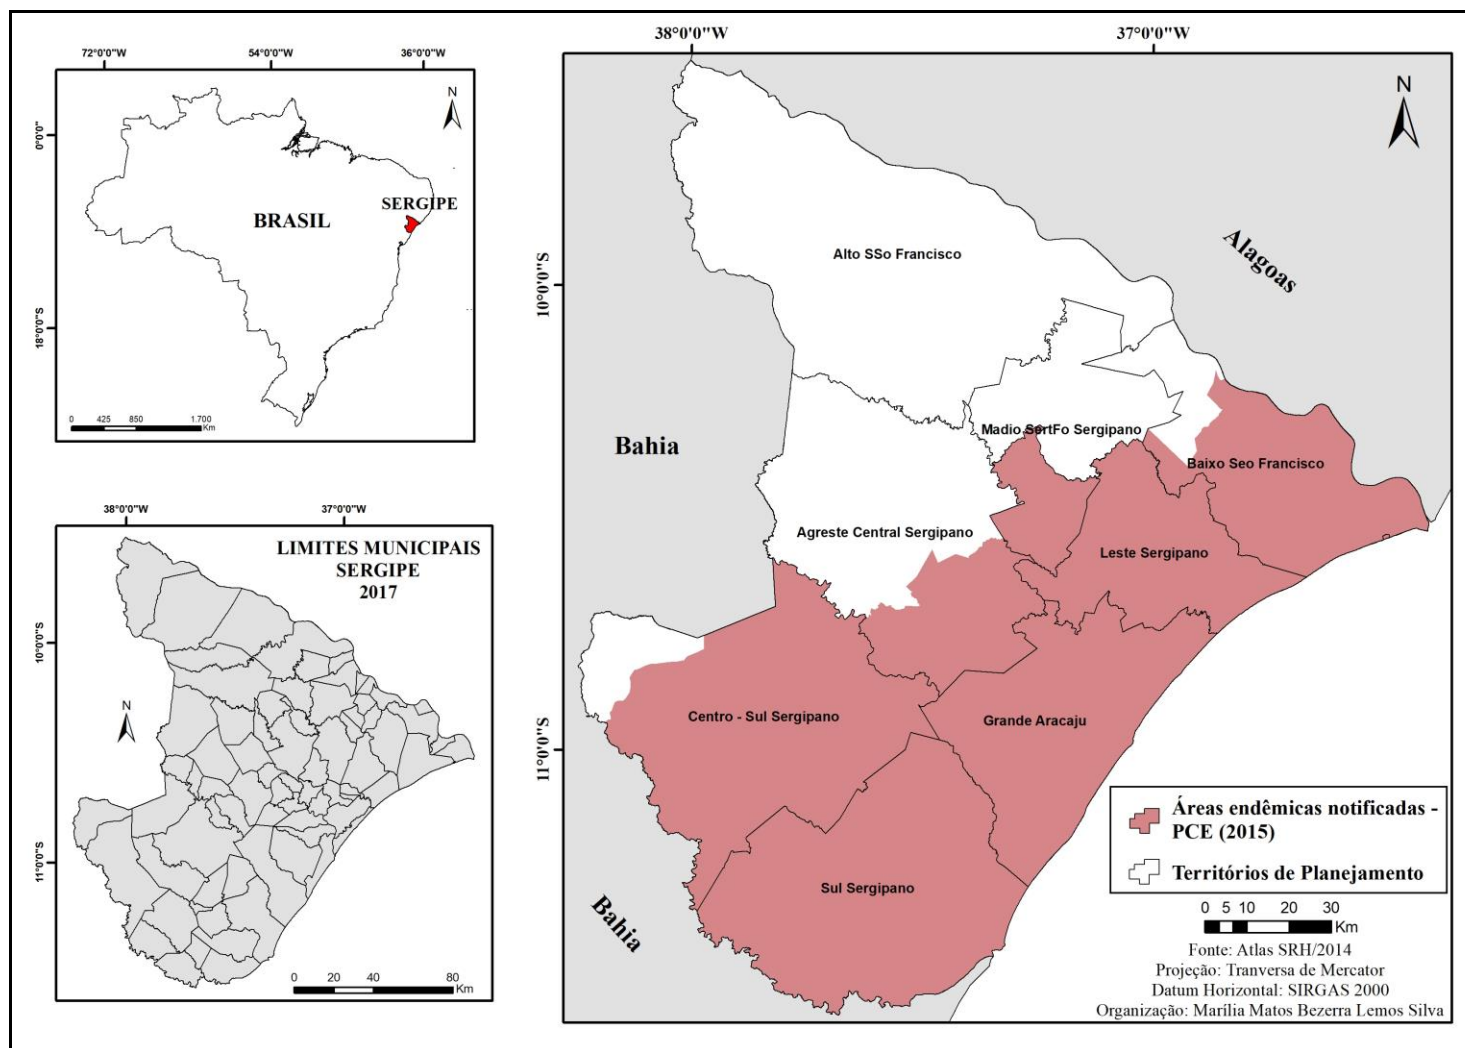 72°0'0"W
54°0'0"W
36°0'0"W
N
0°0'0"
18°0'0"S
BRASIL
SERGIPE
0 425 850 1.700
Km
38°0'0"W
37°0'0"W
LIMITES MUNICIPAIS
SERGIPE
2017
10°0'0"S
11°0'0"S
N
0 20 40 80
Km
38°0'0"W
37°0'0"W
N
10°0'0"S
11°0'0"S
Alto SSo Francisco
Alagoas
Bahia
Madio SertFo Sergipano
Baixo Seo Francisco
Agreste Central Sergipano
Leste Sergipano
Centro - Sul Sergipano
Grande Aracaju
Sul Sergipano
Bahia
Áreas endêmicas notificadas -
PCE (2015)
Territórios de Planejamento
0 5 10 20 30
Km
Fonte: Atlas SRH/2014
Projeção: Tranversa de Mercator
Datum Horizontal: SIRGAS 2000
Organização: Marília Matos Bezerra Lemos Silva